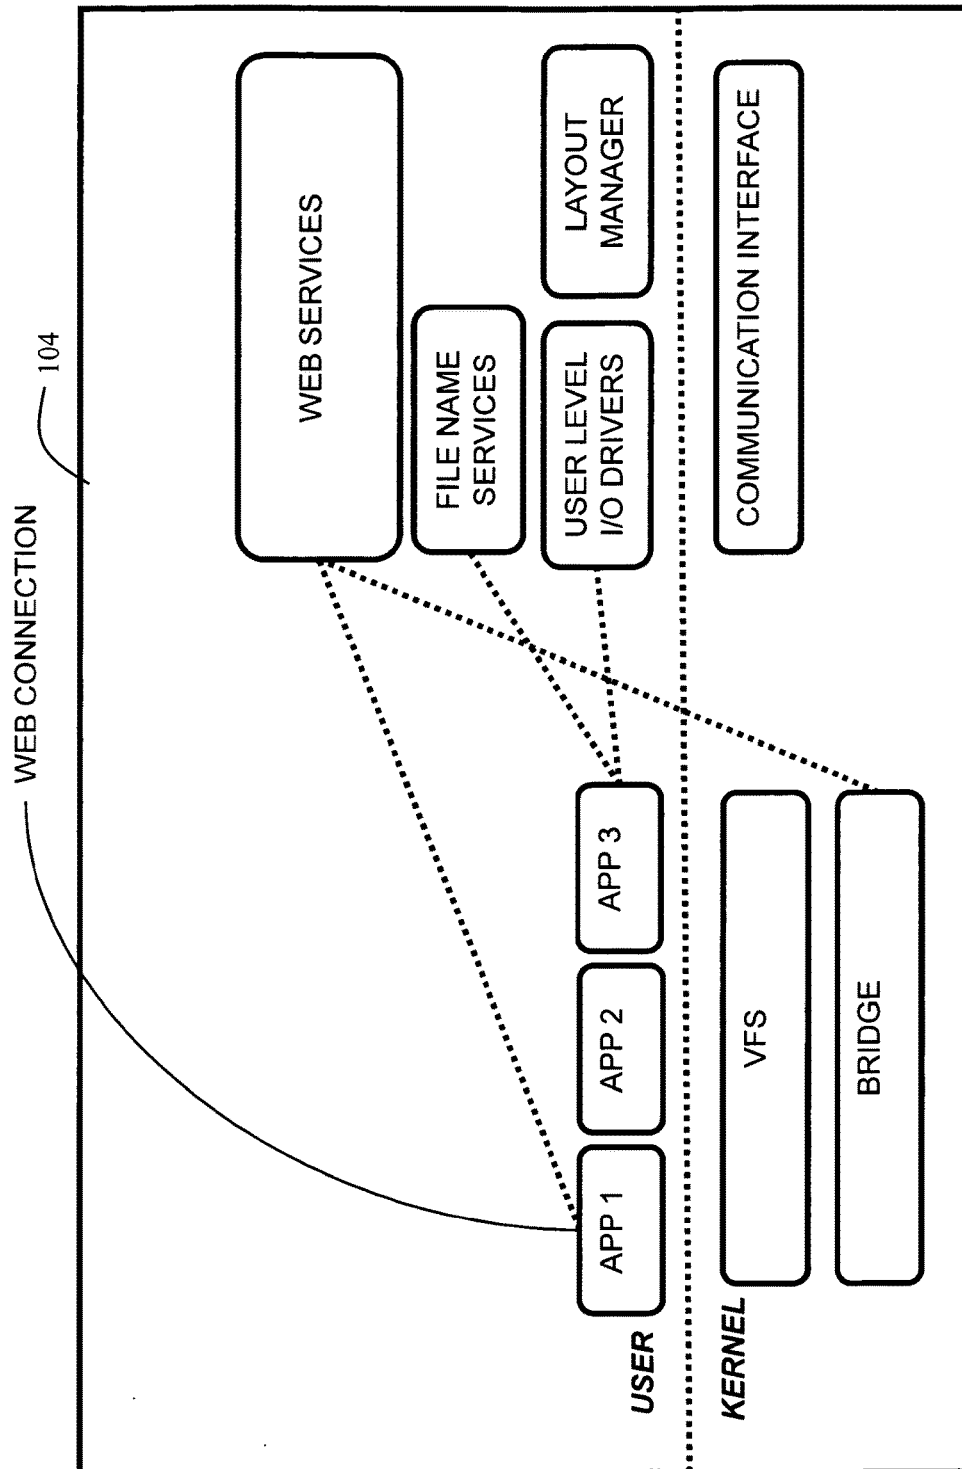 WEB CONNECTION
104
WEB SERVICES
FILE NAME
SERVICES
APP 1
APP 2
APP 3
USER LEVEL
I/O DRIVERS
LAYOUT
MANAGER
USER
KERNEL
VFS
COMMUNICATION INTERFACE
BRIDGE